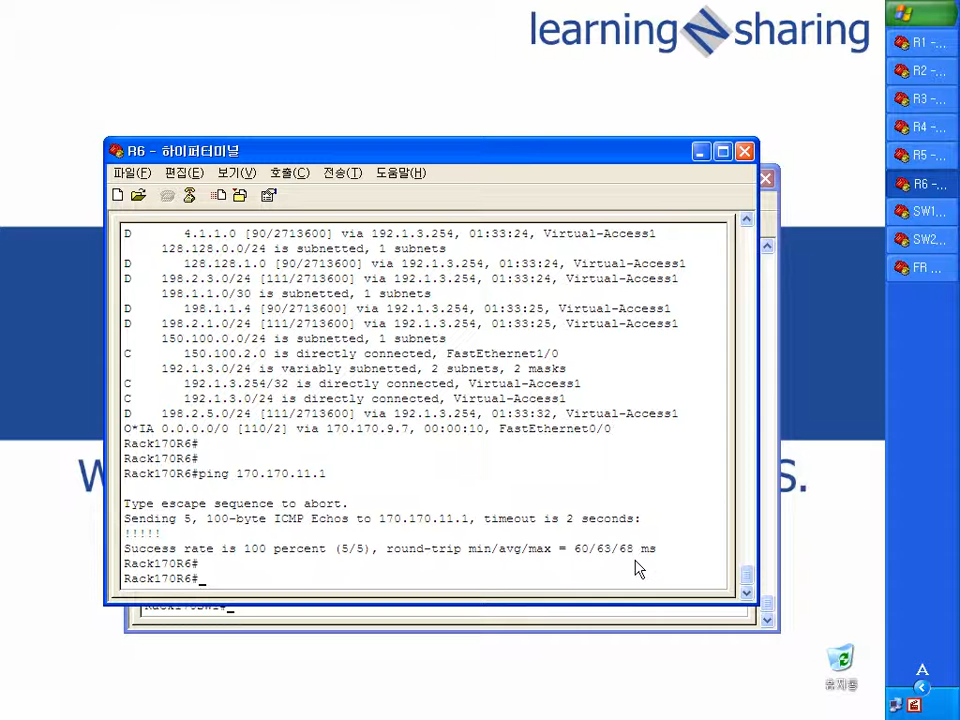 learning sharing
R6 - 하이퍼터미널
파일(F) 편집(E) 보기(V) 호출(C) 전송(T) 도움말(H)
D 4.1.1.0 [90/2713600] via 192.1.3.254, 01:33:24, Virtual-Access1
128.128.0.0/24 is subnetted, 1 subnets
D 128.128.1.0 [90/2713600] via 192.1.3.254, 01:33:24, Virtual-Access1
D 198.2.3.0/24 [111/2713600] via 192.1.3.254, 01:33:24, Virtual-Access1
198.1.1.0/30 is subnetted, 1 subnets
D 198.1.1.4 [90/2713600] via 192.1.3.254, 01:33:25, Virtual-Access1
D 198.2.1.0/24 [111/2713600] via 192.1.3.254, 01:33:25, Virtual-Access1
150.100.0.0/24 is subnetted, 1 subnets
C 150.100.2.0 is directly connected, FastEthernet1/0
192.1.3.0/24 is variably subnetted, 2 subnets, 2 masks
C 192.1.3.254/32 is directly connected, Virtual-Access1
C 192.1.3.0/24 is directly connected, Virtual-Access1
D 198.2.5.0/24 [111/2713600] via 192.1.3.254, 01:33:32, Virtual-Access1
O*IA 0.0.0.0/0 [110/2] via 170.170.9.7, 00:00:10, FastEthernet0/0
Rack170R6#
Rack170R6#
Rack170R6#ping 170.170.11.1
Type escape sequence to abort.
Sending 5, 100-byte ICMP Echos to 170.170.11.1, timeout is 2 seconds:
!!!!!
Success rate is 100 percent (5/5), round-trip min/avg/max = 60/63/68 ms
Rack170R6#
Rack170R6#_
W
S.
휴지통
R1 -...
R2 -...
R3 -...
R4 -...
R5 -...
R6 -...
SW1...
SW2...
FR ...
A